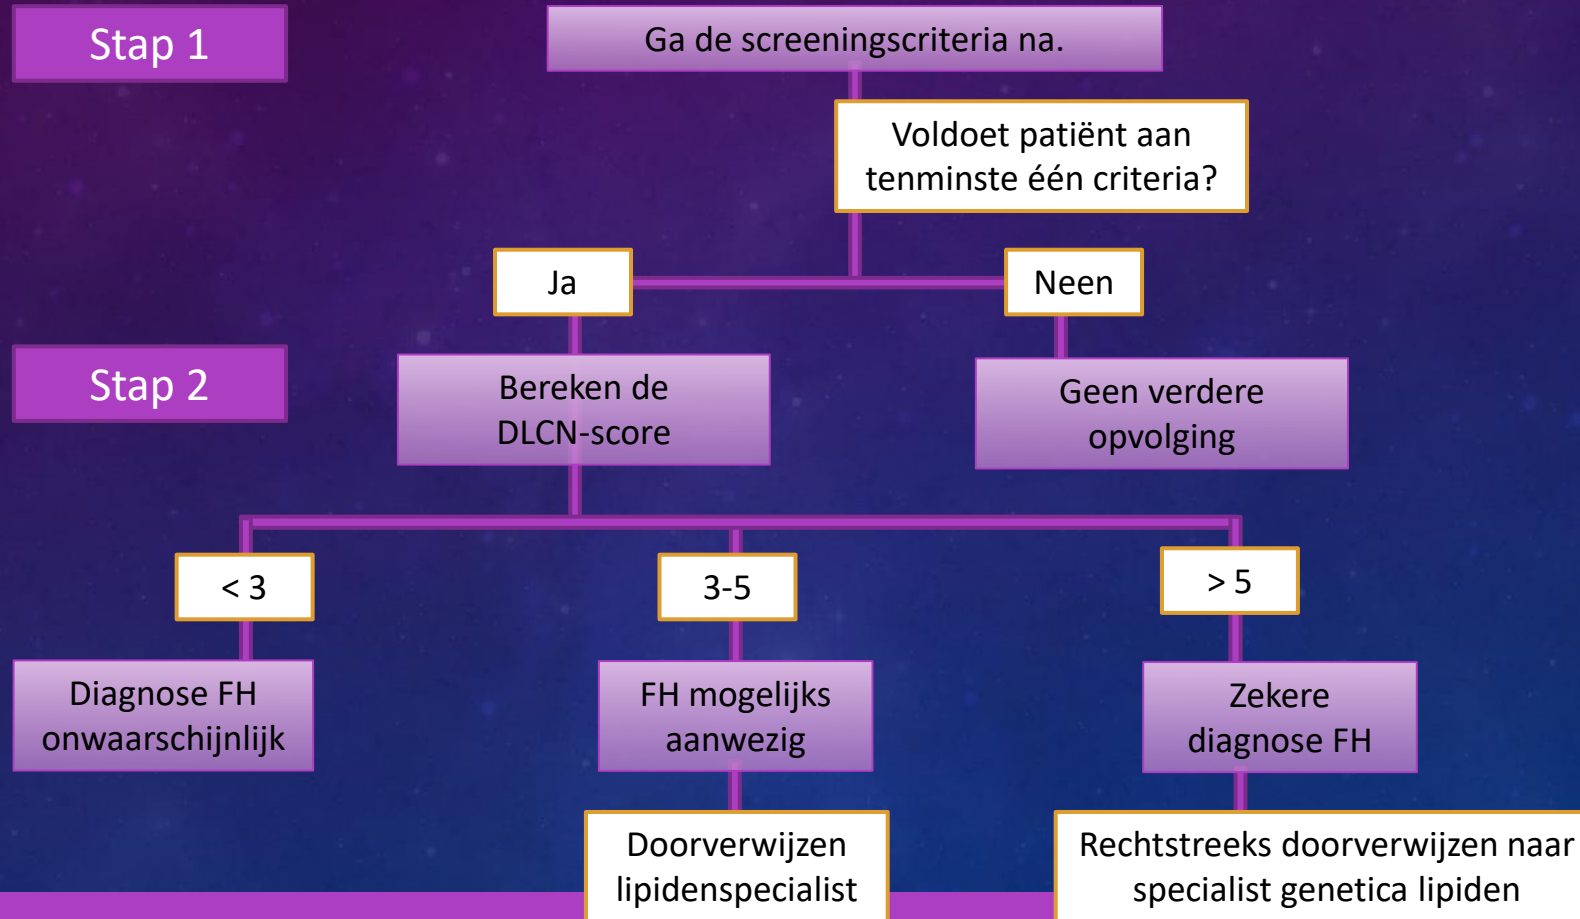 Stap 1
Ga de screeningscriteria na.
Voldoet patiënt aan
tenminste één criteria?
Ja
Neen
Stap 2
Bereken de
DLCN-score
Geen verdere
opvolging
< 3
3-5
> 5
Diagnose FH
onwaarschijnlijk
FH mogelijks
aanwezig
Zekere
diagnose FH
Doorverwijzen
lipidenspecialist
Rechtstreeks doorverwijzen naar
specialist genetica lipiden